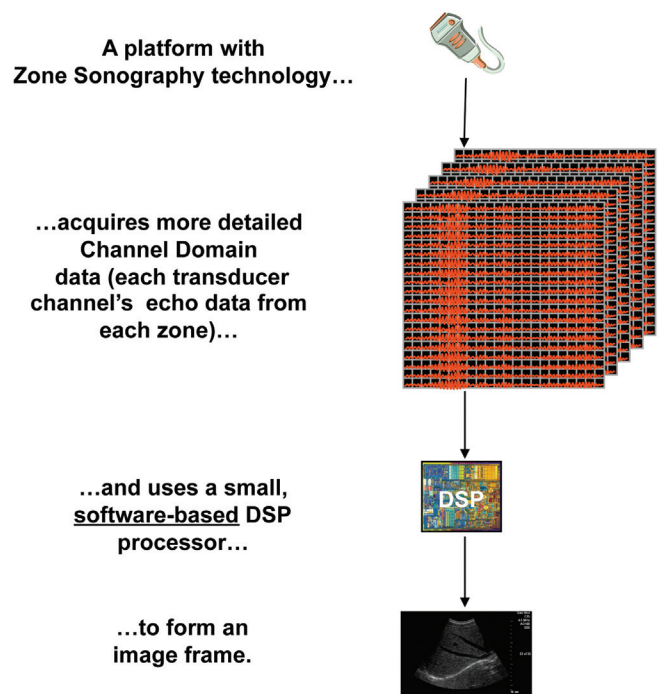 A platform with
Zone Sonography technology…
…acquires more detailed
Channel Domain
data (each transducer
channel’s  echo data from
each zone)…
…and uses a small,
software-based DSP
processor…
DSP
…to form an
image frame.